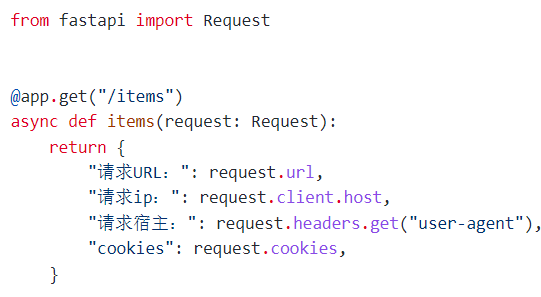 from fastapi import Request
@app.get("/items")
async def items(request: Request):
    return {
        "请求URL：": request.url,
        "请求ip：": request.client.host,
        "请求宿主：": request.headers.get("user-agent"),
        "cookies": request.cookies,
    }